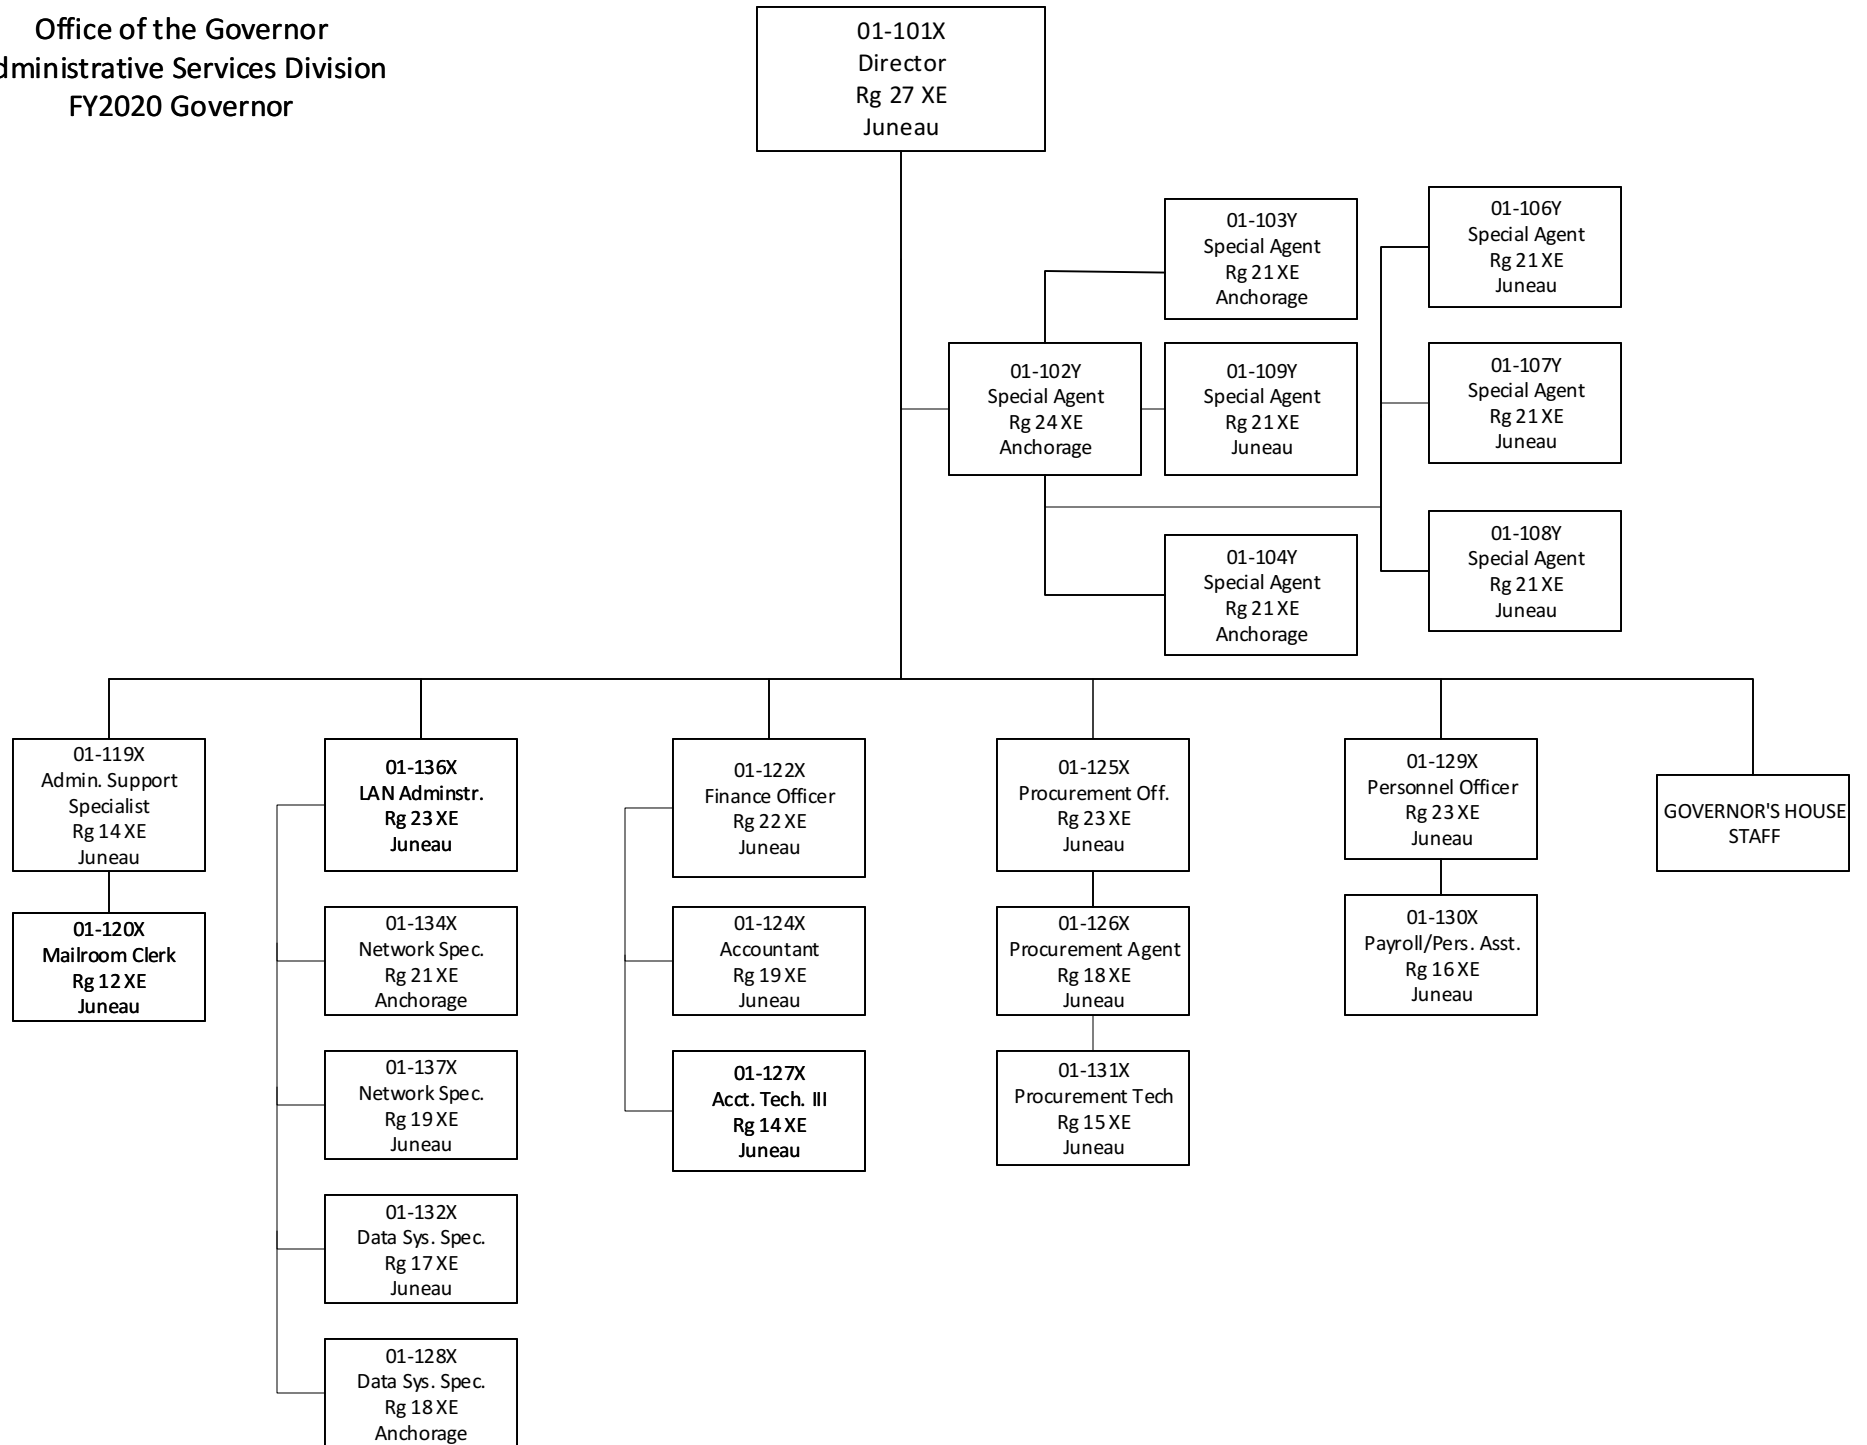 Office of the Governor
dministrative Services Division
FY2020 Governor
01-101X
Director
Rg 27 XE
Juneau
01-103Y
Special Agent
Rg 21 XE
Anchorage
01-106Y
Special Agent
Rg 21 XE
Juneau
01-102Y
Special Agent
Rg 24 XE
Anchorage
01-109Y
Special Agent
Rg 21 XE
Juneau
01-107Y
Special Agent
Rg 21 XE
Juneau
01-104Y
Special Agent
Rg 21 XE
Anchorage
01-108Y
Special Agent
Rg 21 XE
Juneau
01-119X
Admin. Support
Specialist
Rg 14 XE
Juneau
01-120X
Mailroom Clerk
Rg 12 XE
Juneau
01-136X
LAN Adminstr.
Rg 23 XE
Juneau
01-134X
Network Spec.
Rg 21 XE
Anchorage
01-137X
Network Spec.
Rg 19 XE
Juneau
01-132X
Data Sys. Spec.
Rg 17 XE
Juneau
01-128X
Data Sys. Spec.
Rg 18 XE
Anchorage
01-122X
Finance Officer
Rg 22 XE
Juneau
01-124X
Accountant
Rg 19 XE
Juneau
01-127X
Acct. Tech. III
Rg 14 XE
Juneau
01-125X
Procurement Off.
Rg 23 XE
Juneau
01-126X
Procurement Agent
Rg 18 XE
Juneau
01-131X
Procurement Tech
Rg 15 XE
Juneau
01-129X
Personnel Officer
Rg 23 XE
Juneau
01-130X
Payroll/Pers. Asst.
Rg 16 XE
Juneau
GOVERNOR'S HOUSE
STAFF